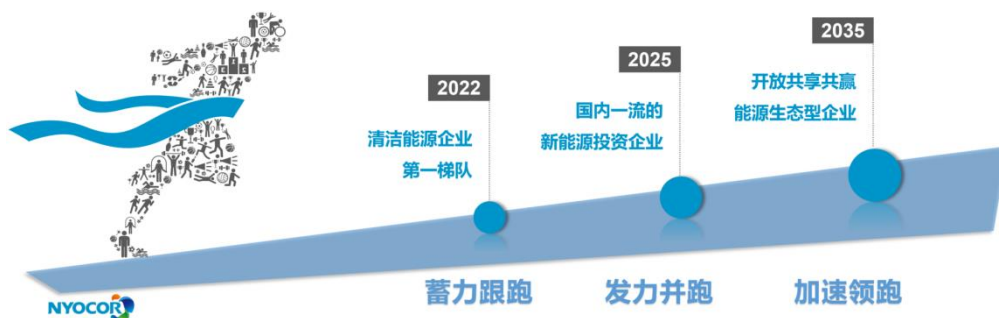 2022
清洁能源企业
第一梯队
2025
国内一流的
新能源投资企业
2035
开放共享共赢
能源生态型企业
蓄力跟跑
发力并跑
加速领跑
NYOCOR